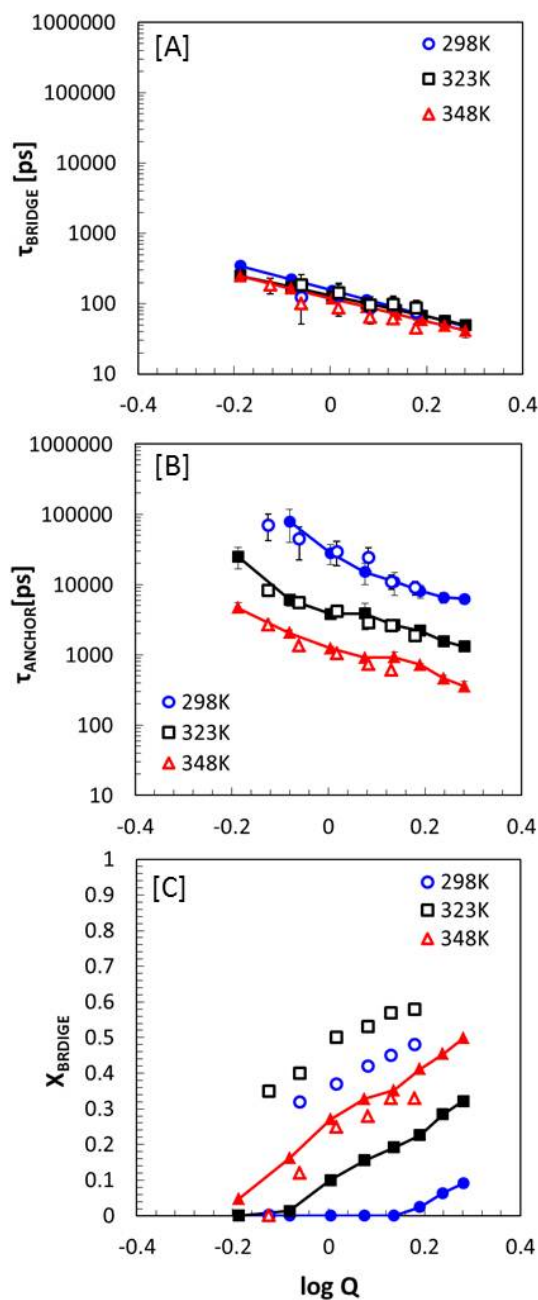 [A]
298K
323K
348K
1000000
100000
10000
1000
100
10
τBRIDGE [ps]
-0.4 -0.2 0 0.2 0.4
[B]
1000000
100000
10000
1000
100
10
τANCHOR[ps]
298K
323K
348K
-0.4 -0.2 0 0.2 0.4
[C]
298K
323K
348K
1
0.9
0.8
0.7
0.6
0.5
0.4
0.3
0.2
0.1
0
XBRDIGE
-0.4 -0.2 0 0.2 0.4
log Q